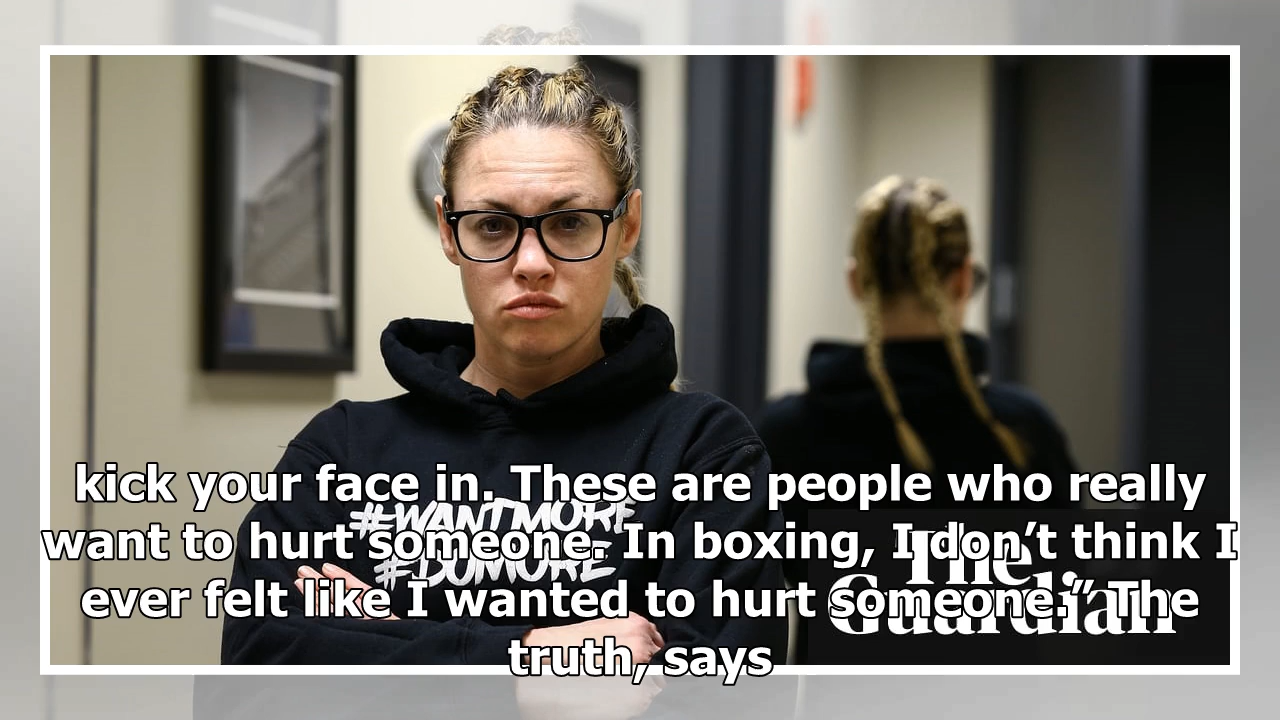 kick your face in. These are people who really
want to hurt someone. In boxing, I don’t think I
ever felt like I wanted to hurt someone.” The
truth, says
#WANTMORE
#DOMORE
The
Guardian